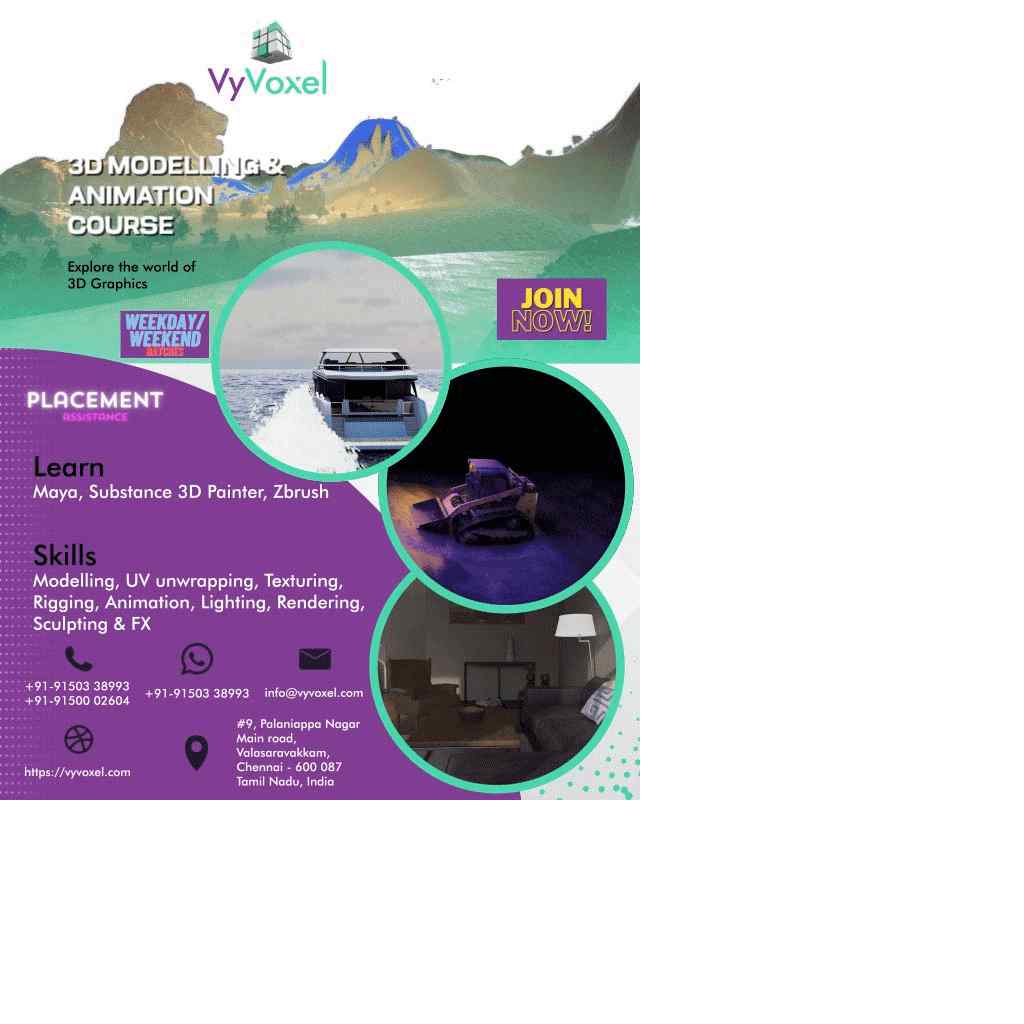 VyVoxel
3D MODELLING &
ANIMATION
COURSE
Explore the world of
3D Graphics
JOIN
NOW!
WEEKDAY/
WEEKEND
BATCHES
PLACEMENT
ASSISTANCE
Learn
Maya, Substance 3D Painter, Zbrush
Skills
Modelling, UV unwrapping, Texturing,
Rigging, Animation, Lighting, Rendering,
Sculpting & FX
+91-91503 38993
+91-91500 02604
+91-91503 38993
info@vyvoxel.com
https://vyvoxel.com
#9, Palaniappa Nagar
Main road,
Valasaravakkam,
Chennai - 600 087
Tamil Nadu, India